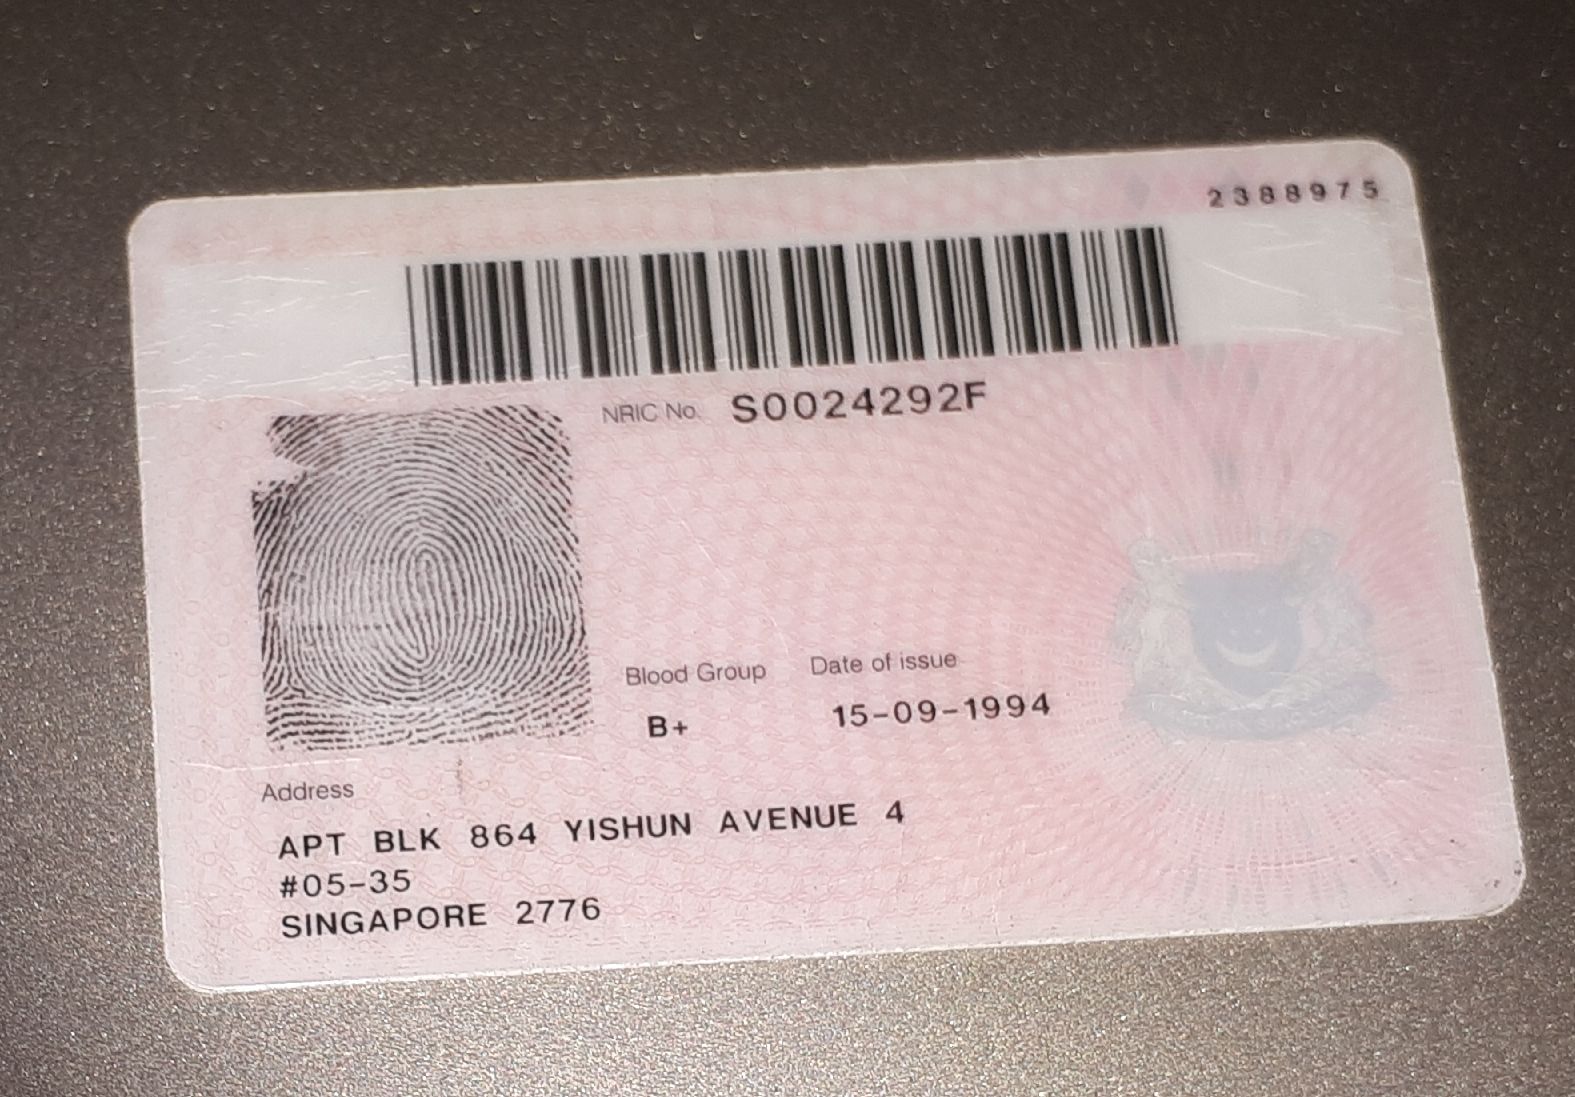 2388975
NRIC No. S0024292F
Blood Group Date of issue
B+ 15-09-1994
Address
APT BLK 864 YISHUN AVENUE 4
#05-35
SINGAPORE 2776